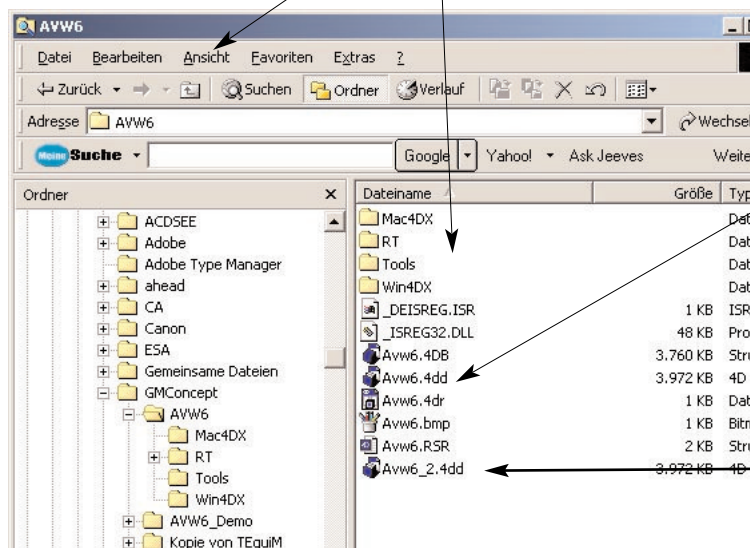 AVW6
Datei Bearbeiten Ansicht Favoriten Extras ?
Zurück Suchen Ordner Verlauf
Adresse AVW6 Wechsel
Meine Suche Google Yahoo! Ask Jeeves Weite
Ordner
ACDSEE
Adobe
Adobe Type Manager
ahead
CA
Canon
ESA
Gemeinsame Dateien
GMConcept
AVW6
Mac4DX
RT
Tools
Win4DX
AVW6_Demo
Kopie von TEquiM
Dateiname Größe Typ
Mac4DX Dat
RT Dat
Tools Dat
Win4DX Dat
_DEISREG.ISR 1 KB ISR
_ISREG32.DLL 48 KB Pro
Avw6.4DB 3.760 KB Stru
Avw6.4dd 3.972 KB 4D
Avw6.4dr 1 KB Dat
Avw6.bmp 1 KB Bitm
Avw6.RSR 2 KB Stru
Avw6_2.4dd 3.972 KB 4D